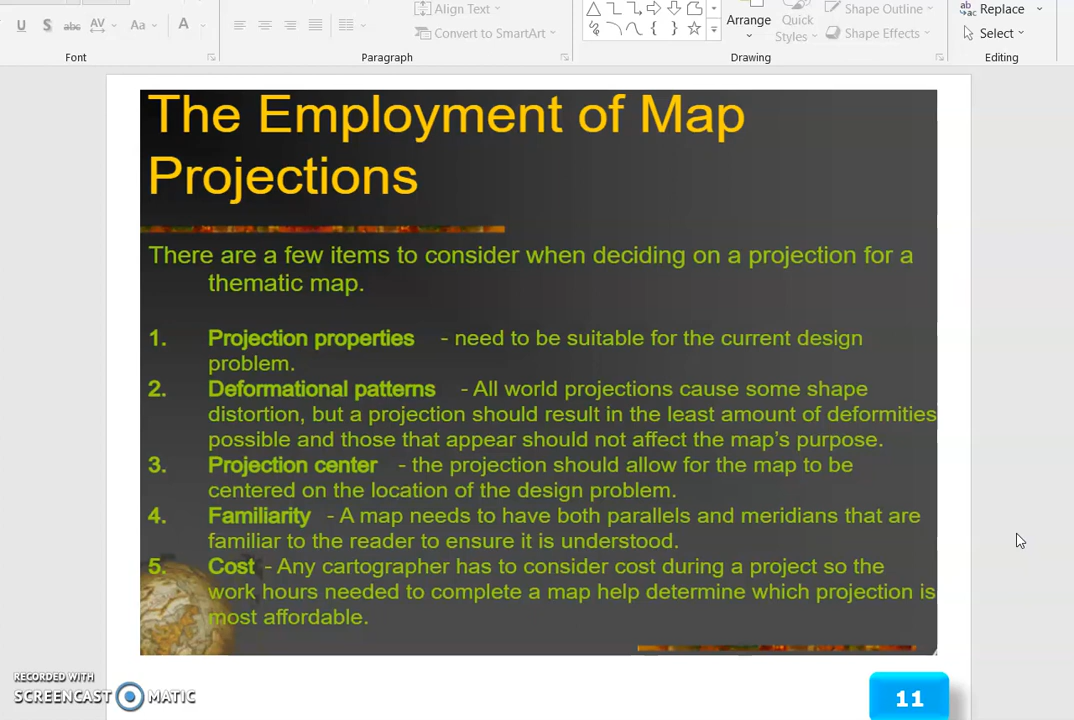 U S abc AV Aa A
Align Text
Convert to SmartArt
Arrange
Quick
Styles
Shape Outline
Shape Effects
ab
ac Replace
Select
Font Paragraph Drawing Editing
The Employment of Map
Projections
There are a few items to consider when deciding on a projection for a
thematic map.
1. Projection properties - need to be suitable for the current design
problem.
2. Deformational patterns - All world projections cause some shape
distortion, but a projection should result in the least amount of deformities
possible and those that appear should not affect the map's purpose.
3. Projection center - the projection should allow for the map to be
centered on the location of the design problem.
4. Familiarity - A map needs to have both parallels and meridians that are
familiar to the reader to ensure it is understood.
5. Cost - Any cartographer has to consider cost during a project so the
work hours needed to complete a map help determine which projection is
most affordable.
RECORDED WITH
SCREENCAST MATIC
11